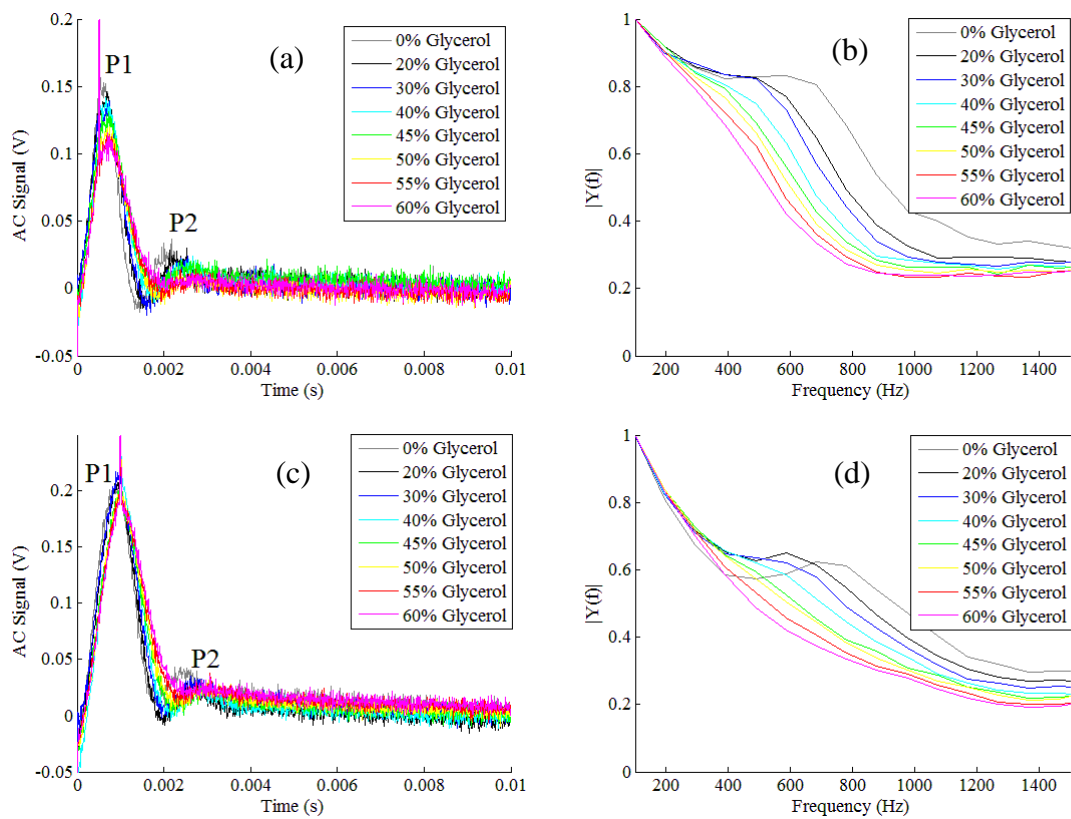 (a)
P1
P2
0.2
0.15
0.1
0.05
0
-0.05
AC Signal (V)
0
0.002
0.004
0.006
0.008
0.01
Time (s)
0% Glycerol
20% Glycerol
30% Glycerol
40% Glycerol
45% Glycerol
50% Glycerol
55% Glycerol
60% Glycerol
(b)
1
0.8
0.6
0.4
0.2
0
|Y(f)|
200
400
600
800
1000
1200
1400
Frequency (Hz)
0% Glycerol
20% Glycerol
30% Glycerol
40% Glycerol
45% Glycerol
50% Glycerol
55% Glycerol
60% Glycerol
(c)
P1
P2
0.2
0.15
0.1
0.05
0
-0.05
AC Signal (V)
0
0.002
0.004
0.006
0.008
0.01
Time (s)
0% Glycerol
20% Glycerol
30% Glycerol
40% Glycerol
45% Glycerol
50% Glycerol
55% Glycerol
60% Glycerol
(d)
1
0.8
0.6
0.4
0.2
0
|Y(f)|
200
400
600
800
1000
1200
1400
Frequency (Hz)
0% Glycerol
20% Glycerol
30% Glycerol
40% Glycerol
45% Glycerol
50% Glycerol
55% Glycerol
60% Glycerol